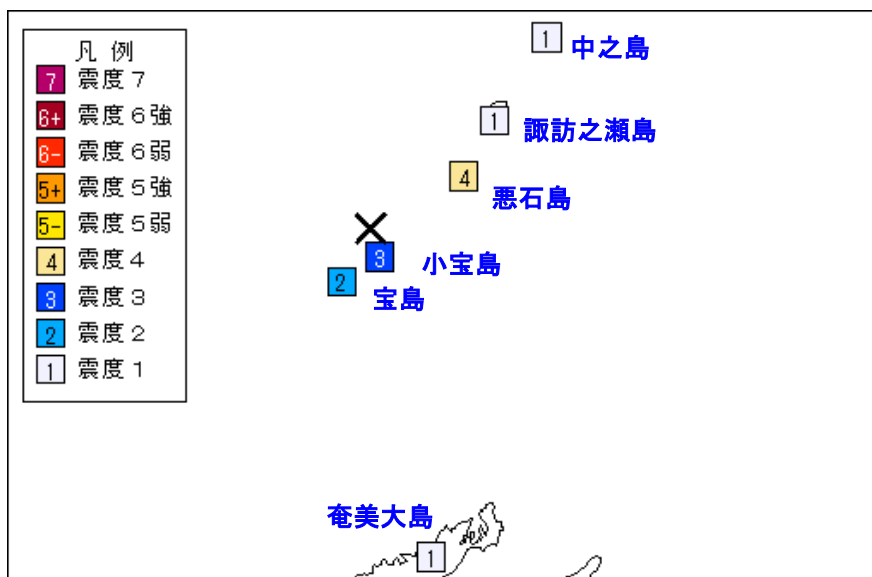 凡 例
7 震度７
6+ 震度６強
6- 震度６弱
5+ 震度５強
5- 震度５弱
4 震度４
3 震度３
2 震度２
1 震度１
1 中之島
1 諏訪之瀬島
4 悪石島
3 小宝島
2 宝島
奄美大島
1